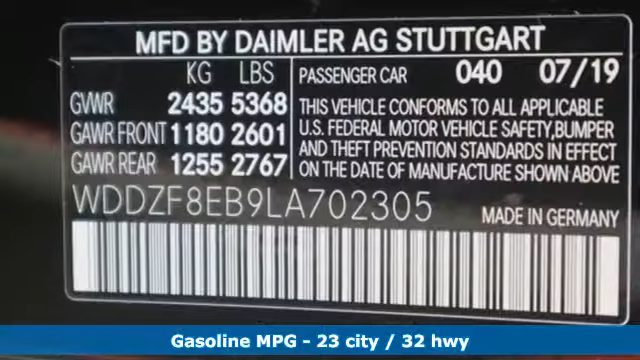 MFD BY DAIMLER AG STUTTGART
KG LBS
GVWR 2435 5368
GAWR FRONT 1180 2601
GAWR REAR 1255 2767
PASSENGER CAR 040 07/19
THIS VEHICLE CONFORMS TO ALL APPLICABLE
U.S. FEDERAL MOTOR VEHICLE SAFETY,BUMPER
AND THEFT PREVENTION STANDARDS IN EFFECT
ON THE DATE OF MANUFACTURE SHOWN ABOVE
WDDZF8EB9LA702305
MADE IN GERMANY
Gasoline MPG - 23 city / 32 hwy